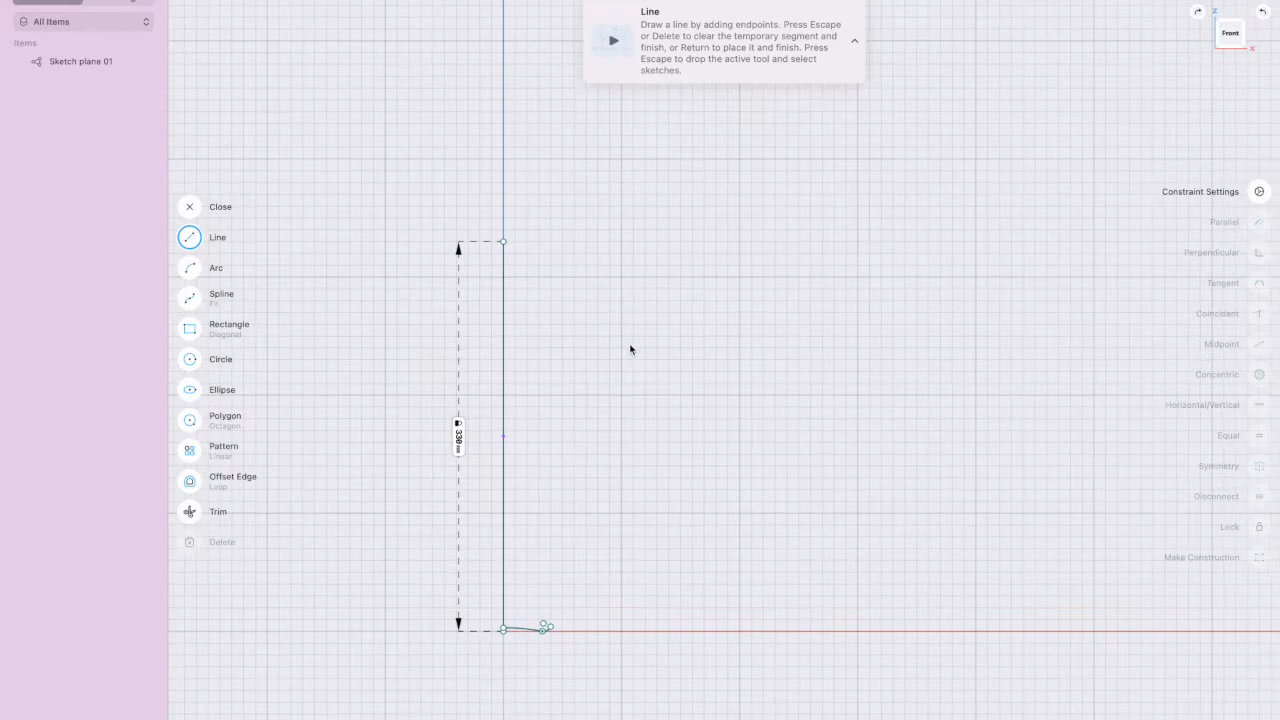 All Items
Items
Sketch plane 01
Line
Draw a line by adding endpoints. Press Escape
or Delete to clear the temporary segment and
finish, or Return to place it and finish. Press
Escape to drop the active tool and select
sketches.
Z
Front
X
Close
Line
Arc
Spline
Fit
Rectangle
Diagonal
Circle
Ellipse
Polygon
Octagon
Pattern
Linear
Offset Edge
Loop
Trim
Delete
330 mm
Constraint Settings
Parallel
Perpendicular
Tangent
Coincident
Midpoint
Concentric
Horizontal/Vertical
Equal
Symmetry
Disconnect
Lock
Make Construction